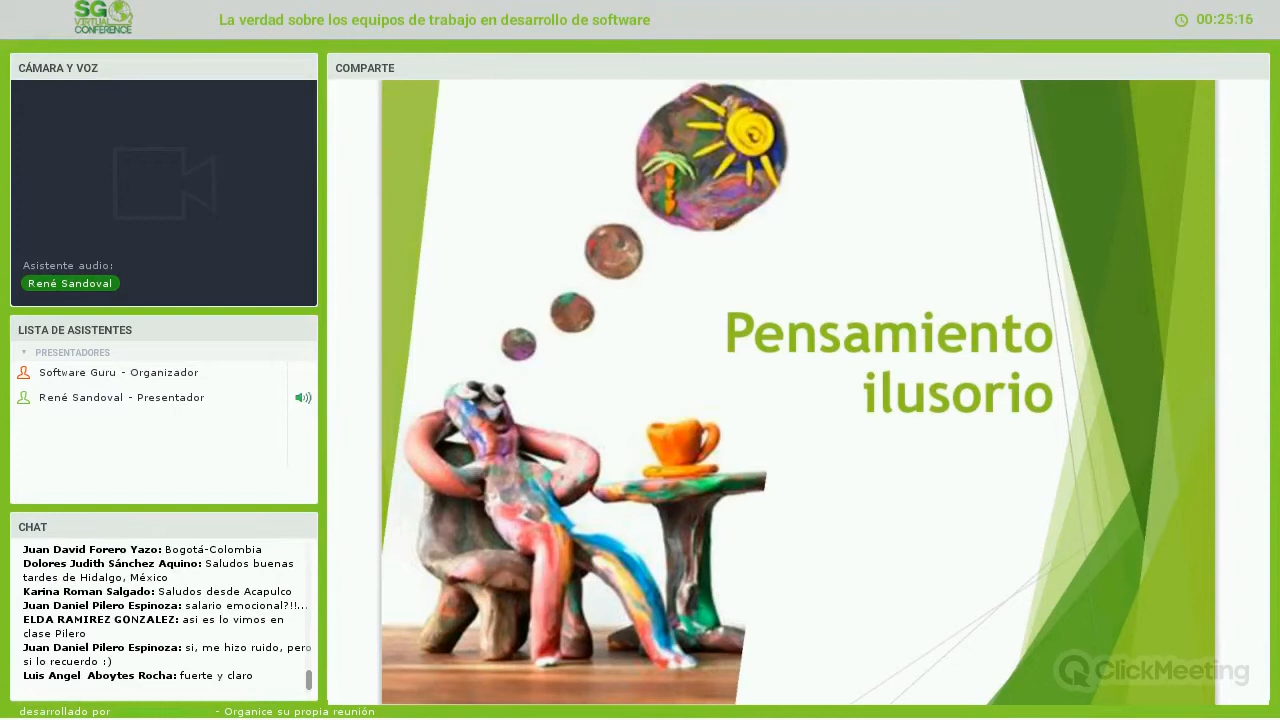 SG
VIRTUAL
CONFERENCE
La verdad sobre los equipos de trabajo en desarrollo de software
00:25:16
CÁMARA Y VOZ
Asistente audio:
René Sandoval
LISTA DE ASISTENTES
PRESENTADORES
Software Guru - Organizador
René Sandoval - Presentador
CHAT
Juan David Forero Yazo: Bogotá-Colombia
Dolores Judith Sánchez Aquino: Saludos buenas
tardes de Hidalgo, México
Karina Roman Salgado: Saludos desde Acapulco
Juan Daniel Pilero Espinoza: salario emocional?!!...
ELDA RAMIREZ GONZALEZ: asi es lo vimos en
clase Pilero
Juan Daniel Pilero Espinoza: si, me hizo ruido, pero
si lo recuerdo :)
Luis Angel Aboytes Rocha: fuerte y claro
desarrollado por - Organice su propia reunión
COMPARTE
Pensamiento
ilusorio
ClickMeeting